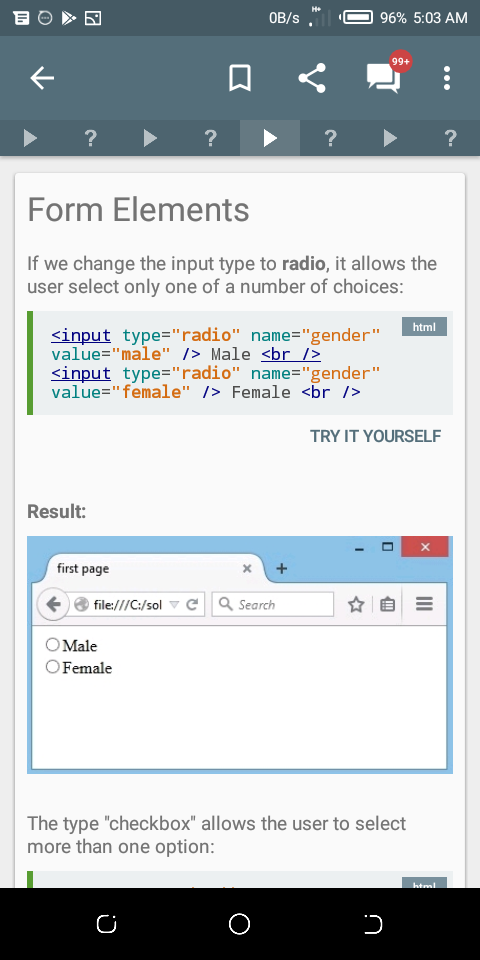 0B/s H+ 96% 5:03 AM
99+
? ? ? ?
Form Elements
If we change the input type to radio, it allows the
user select only one of a number of choices:
html
<input type="radio" name="gender"
value="male" /> Male <br />
<input type="radio" name="gender"
value="female" /> Female <br />
TRY IT YOURSELF
Result:
first page
file:///C:/sol
Search
Male
Female
The type "checkbox" allows the user to select
more than one option:
html